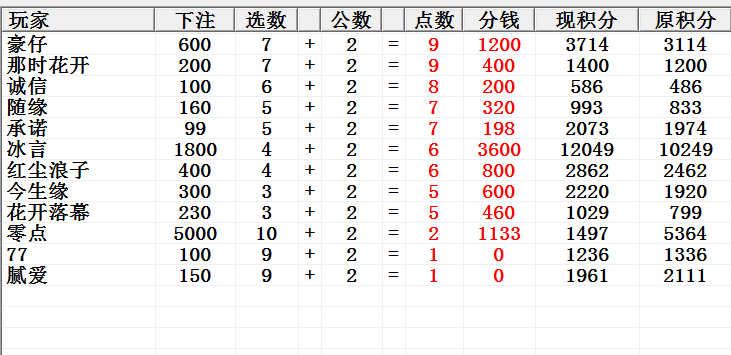 玩家 下注 选数 公数 点数 分钱 现积分 原积分
豪仔 600 7 + 2 = 9 1200 3714 3114
那时花开 200 7 + 2 = 9 400 1400 1200
诚信 100 6 + 2 = 8 200 586 486
随缘 160 5 + 2 = 7 320 993 833
承诺 99 5 + 2 = 7 198 2073 1974
冰言 1800 4 + 2 = 6 3600 12049 10249
红尘浪子 400 4 + 2 = 6 800 2862 2462
今生缘 300 3 + 2 = 5 600 2220 1920
花开落幕 230 3 + 2 = 5 460 1029 799
零点 5000 10 + 2 = 2 1133 1497 5364
77 100 9 + 2 = 1 0 1236 1336
腻爱 150 9 + 2 = 1 0 1961 2111